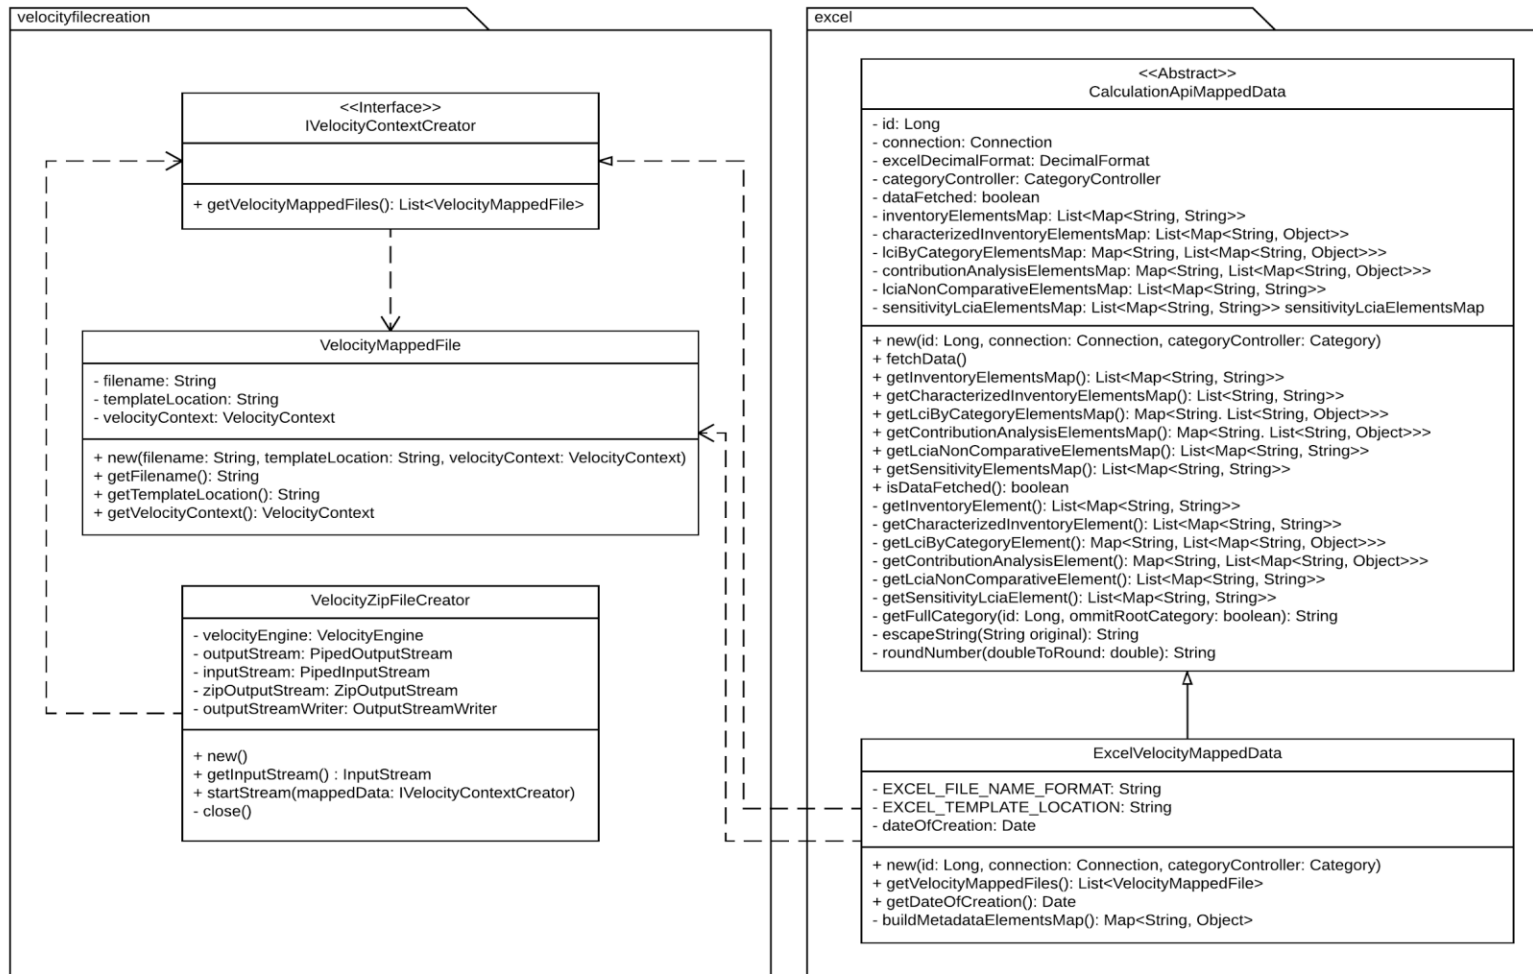 velocityfilecreation
<<Interface>>
IVelocityContextCreator
+ getVelocityMappedFiles(): List<VelocityMappedFile>
VelocityMappedFile
- filename: String
- templateLocation: String
- velocityContext: VelocityContext
+ new(filename: String, templateLocation: String, velocityContext: VelocityContext)
+ getFilename(): String
+ getTemplateLocation(): String
+ getVelocityContext(): VelocityContext
VelocityZipFileCreator
- velocityEngine: VelocityEngine
- outputStream: PipedOutputStream
- inputStream: PipedInputStream
- zipOutputStream: ZipOutputStream
- outputStreamWriter: OutputStreamWriter
+ new()
+ getInputStream() : InputStream
+ startStream(mappedData: IVelocityContextCreator)
- close()
excel
<<Abstract>>
CalculationApiMappedData
- id: Long
- connection: Connection
- excelDecimalFormat: DecimalFormat
- categoryController: CategoryController
- dataFetched: boolean
- inventoryElementsMap: List<Map<String, String>>
- characterizedInventoryElementsMap: List<Map<String, Object>>
- lciByCategoryElementsMap: Map<String, List<Map<String, Object>>>
- contributionAnalysisElementsMap: Map<String, List<Map<String, Object>>>
- lciaNonComparativeElementsMap: List<Map<String, String>>
- sensitivityLciaElementsMap: List<Map<String, String>> sensitivityLciaElementsMap
+ new(id: Long, connection: Connection, categoryController: Category)
+ fetchData()
+ getInventoryElementsMap(): List<Map<String, String>>
+ getCharacterizedInventoryElementsMap(): List<Map<String, String>>
+ getLciByCategoryElementsMap(): Map<String. List<Map<String, Object>>>
+ getContributionAnalysisElementsMap(): Map<String. List<Map<String, Object>>>
+ getLciaNonComparativeElementsMap(): List<Map<String, String>>
+ getSensitivityElementsMap(): List<Map<String, String>>
+ isDataFetched(): boolean
- getInventoryElement(): List<Map<String, String>>
- getCharacterizedInventoryElement(): List<Map<String, String>>
- getLciByCategoryElement(): Map<String, List<Map<String, Object>>>
- getContributionAnalysisElement(): Map<String, List<Map<String, Object>>>
- getLciaNonComparativeElement(): List<Map<String, String>>
- getSensitivityLciaElement(): List<Map<String, String>>
- getFullCategory(id: Long, ommitRootCategory: boolean): String
- escapeString(String original): String
- roundNumber(doubleToRound: double): String
ExcelVelocityMappedData
- EXCEL_FILE_NAME_FORMAT: String
- EXCEL_TEMPLATE_LOCATION: String
- dateOfCreation: Date
+ new(id: Long, connection: Connection, categoryController: Category)
+ getVelocityMappedFiles(): List<VelocityMappedFile>
+ getDateOfCreation(): Date
- buildMetadataElementsMap(): Map<String, Object>